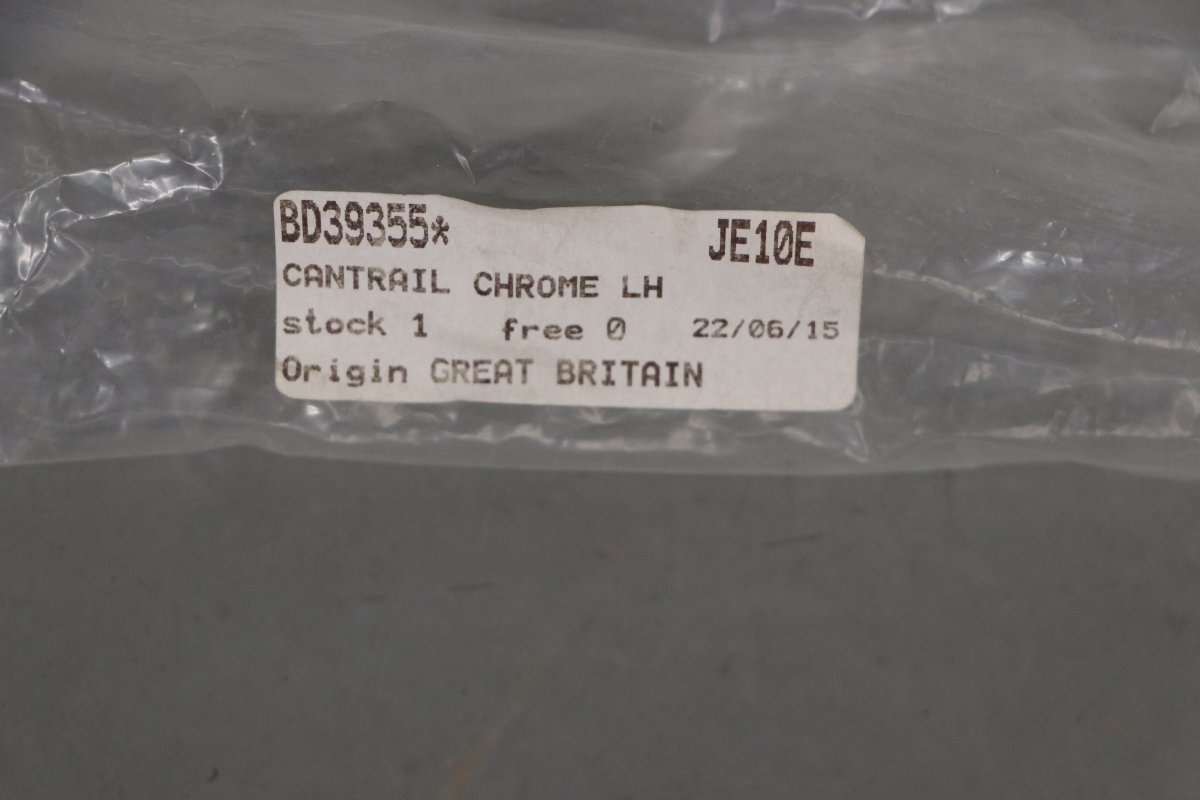 BD39355* JE10E
CANTRAIL CHROME LH
stock 1 free 0 22/06/15
Origin GREAT BRITAIN